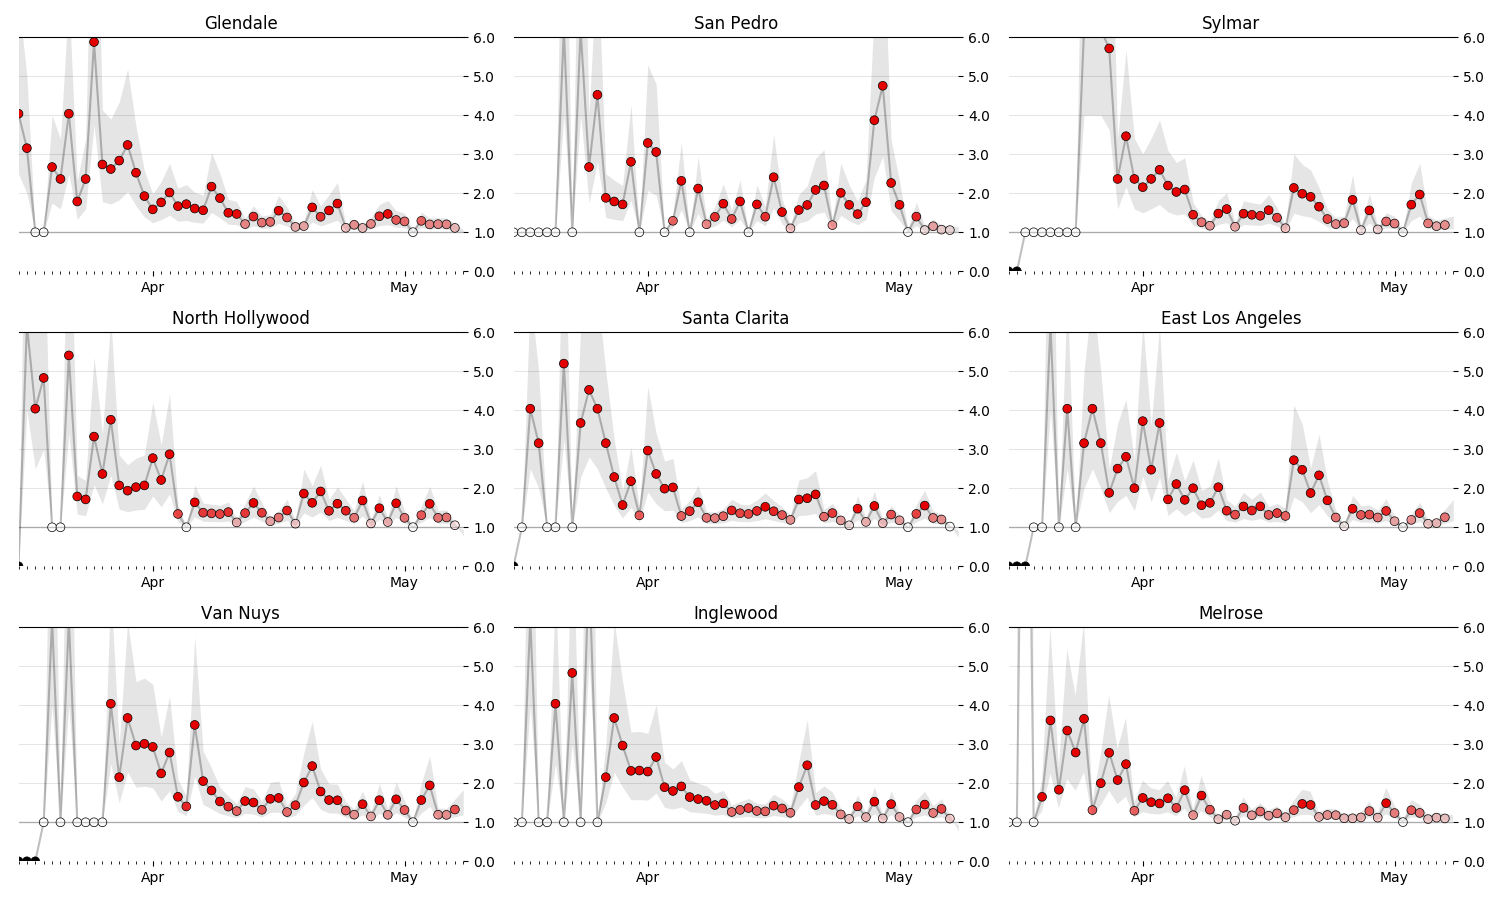 Glendale San Pedro Sylmar
6.0 6.0 6.0
5.0 5.0 5.0
4.0 4.0 4.0
3.0 3.0 3.0
2.0 2.0 2.0
1.0 1.0 1.0
0.0 0.0 0.0
Apr May Apr May Apr May
North Hollywood Santa Clarita East Los Angeles
6.0 6.0 6.0
5.0 5.0 5.0
4.0 4.0 4.0
3.0 3.0 3.0
2.0 2.0 2.0
1.0 1.0 1.0
0.0 0.0 0.0
Apr May Apr May Apr May
Van Nuys Inglewood Melrose
6.0 6.0 6.0
5.0 5.0 5.0
4.0 4.0 4.0
3.0 3.0 3.0
2.0 2.0 2.0
1.0 1.0 1.0
0.0 0.0 0.0
Apr May Apr May Apr May